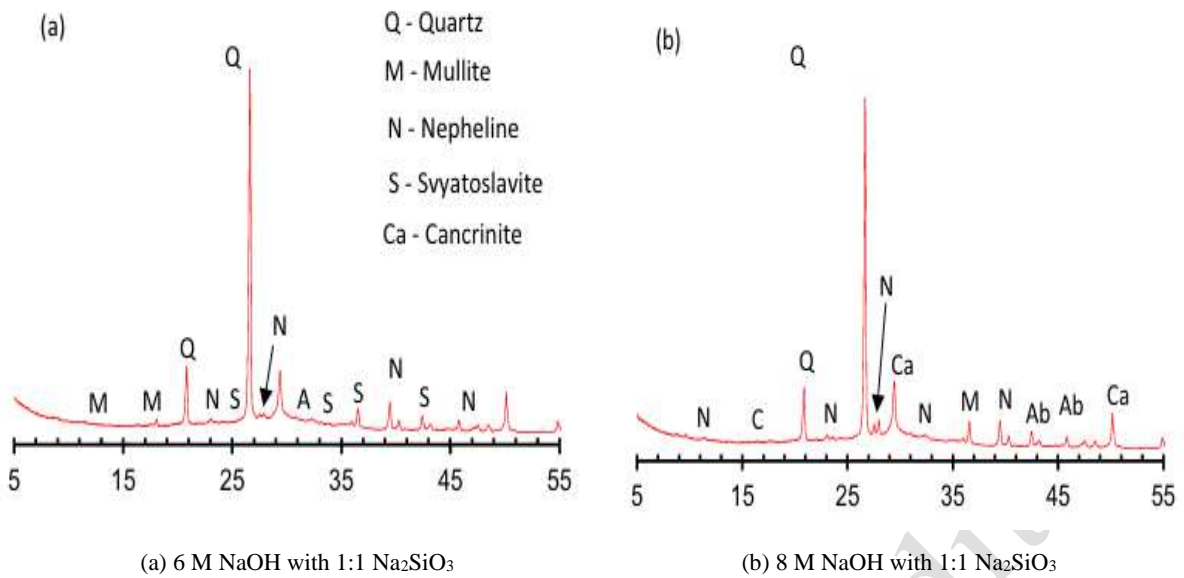 (a)
Q - Quartz
M - Mullite
N - Nepheline
S - Svyatoslavite
Ca - Cancrinite
Q
N
Q
M M N S A S S N S N
5 15 25 35 45 55
(b)
Q
N
Q
Ca
N C N N M N Ab Ab Ca
5 15 25 35 45 55
(a) 6 M NaOH with 1:1 Na₂SiO₃
(b) 8 M NaOH with 1:1 Na₂SiO₃